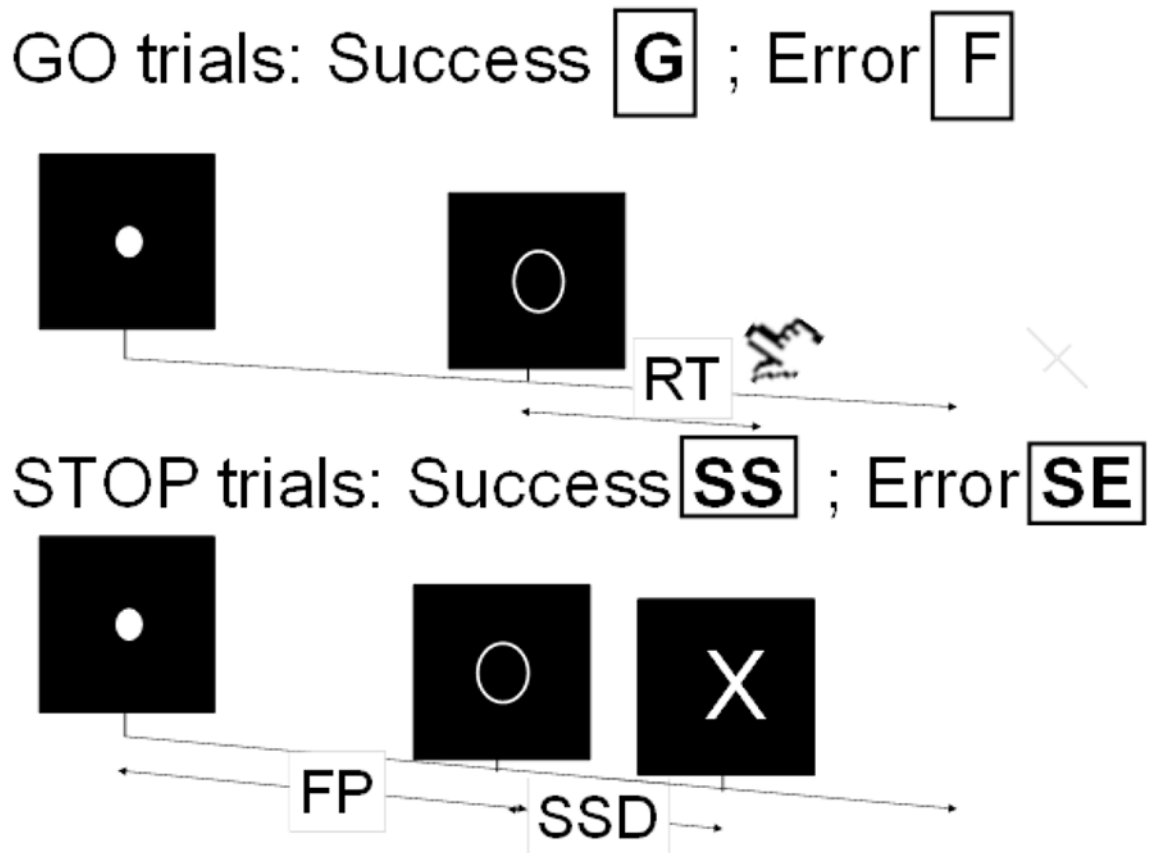 GO trials: Success G ; Error F
RT
STOP trials: Success SS ; Error SE
X
FP
SSD